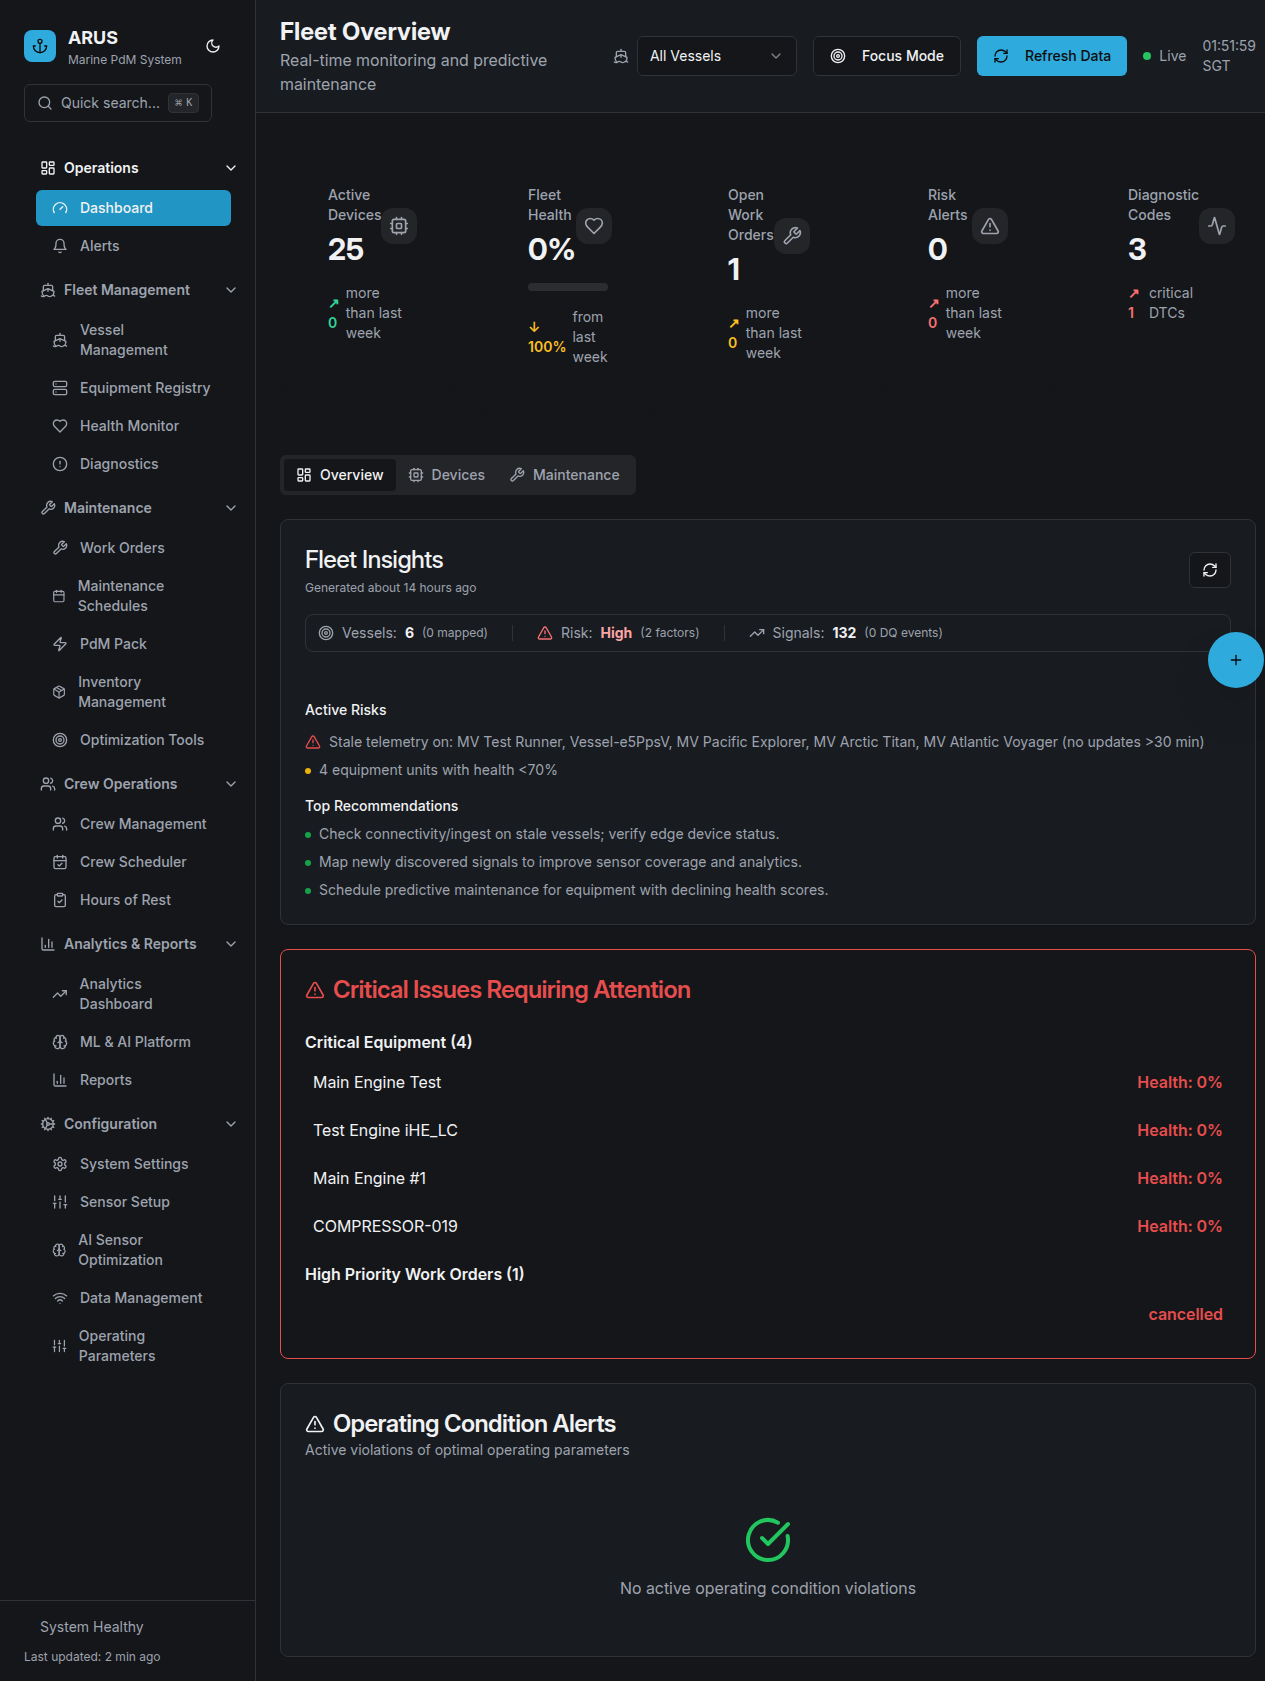 ARUS
Marine PdM System
Quick search...
⌘ K
Operations
Dashboard
Alerts
Fleet Management
Vessel
Management
Equipment Registry
Health Monitor
Diagnostics
Maintenance
Work Orders
Maintenance
Schedules
PdM Pack
Inventory
Management
Optimization Tools
Crew Operations
Crew Management
Crew Scheduler
Hours of Rest
Analytics & Reports
Analytics
Dashboard
ML & AI Platform
Reports
Configuration
System Settings
Sensor Setup
AI Sensor
Optimization
Data Management
Operating
Parameters
System Healthy
Last updated: 2 min ago
Fleet Overview
Real-time monitoring and predictive
maintenance
All Vessels
Focus Mode
Refresh Data
Live
01:51:59
SGT
Active
Devices
25
↗
0
more
than last
week
Fleet
Health
0%
↓
100%
from
last
week
Open
Work
Orders
1
↗
0
more
than last
week
Risk
Alerts
0
↗
0
more
than last
week
Diagnostic
Codes
3
↗
1
critical
DTCs
Overview
Devices
Maintenance
Fleet Insights
Generated about 14 hours ago
Vessels: 6 (0 mapped)
Risk: High (2 factors)
Signals: 132 (0 DQ events)
+
Active Risks
Stale telemetry on: MV Test Runner, Vessel-e5PpsV, MV Pacific Explorer, MV Arctic Titan, MV Atlantic Voyager (no updates >30 min)
4 equipment units with health <70%
Top Recommendations
Check connectivity/ingest on stale vessels; verify edge device status.
Map newly discovered signals to improve sensor coverage and analytics.
Schedule predictive maintenance for equipment with declining health scores.
Critical Issues Requiring Attention
Critical Equipment (4)
Main Engine Test Health: 0%
Test Engine iHE_LC Health: 0%
Main Engine #1 Health: 0%
COMPRESSOR-019 Health: 0%
High Priority Work Orders (1)
cancelled
Operating Condition Alerts
Active violations of optimal operating parameters
No active operating condition violations